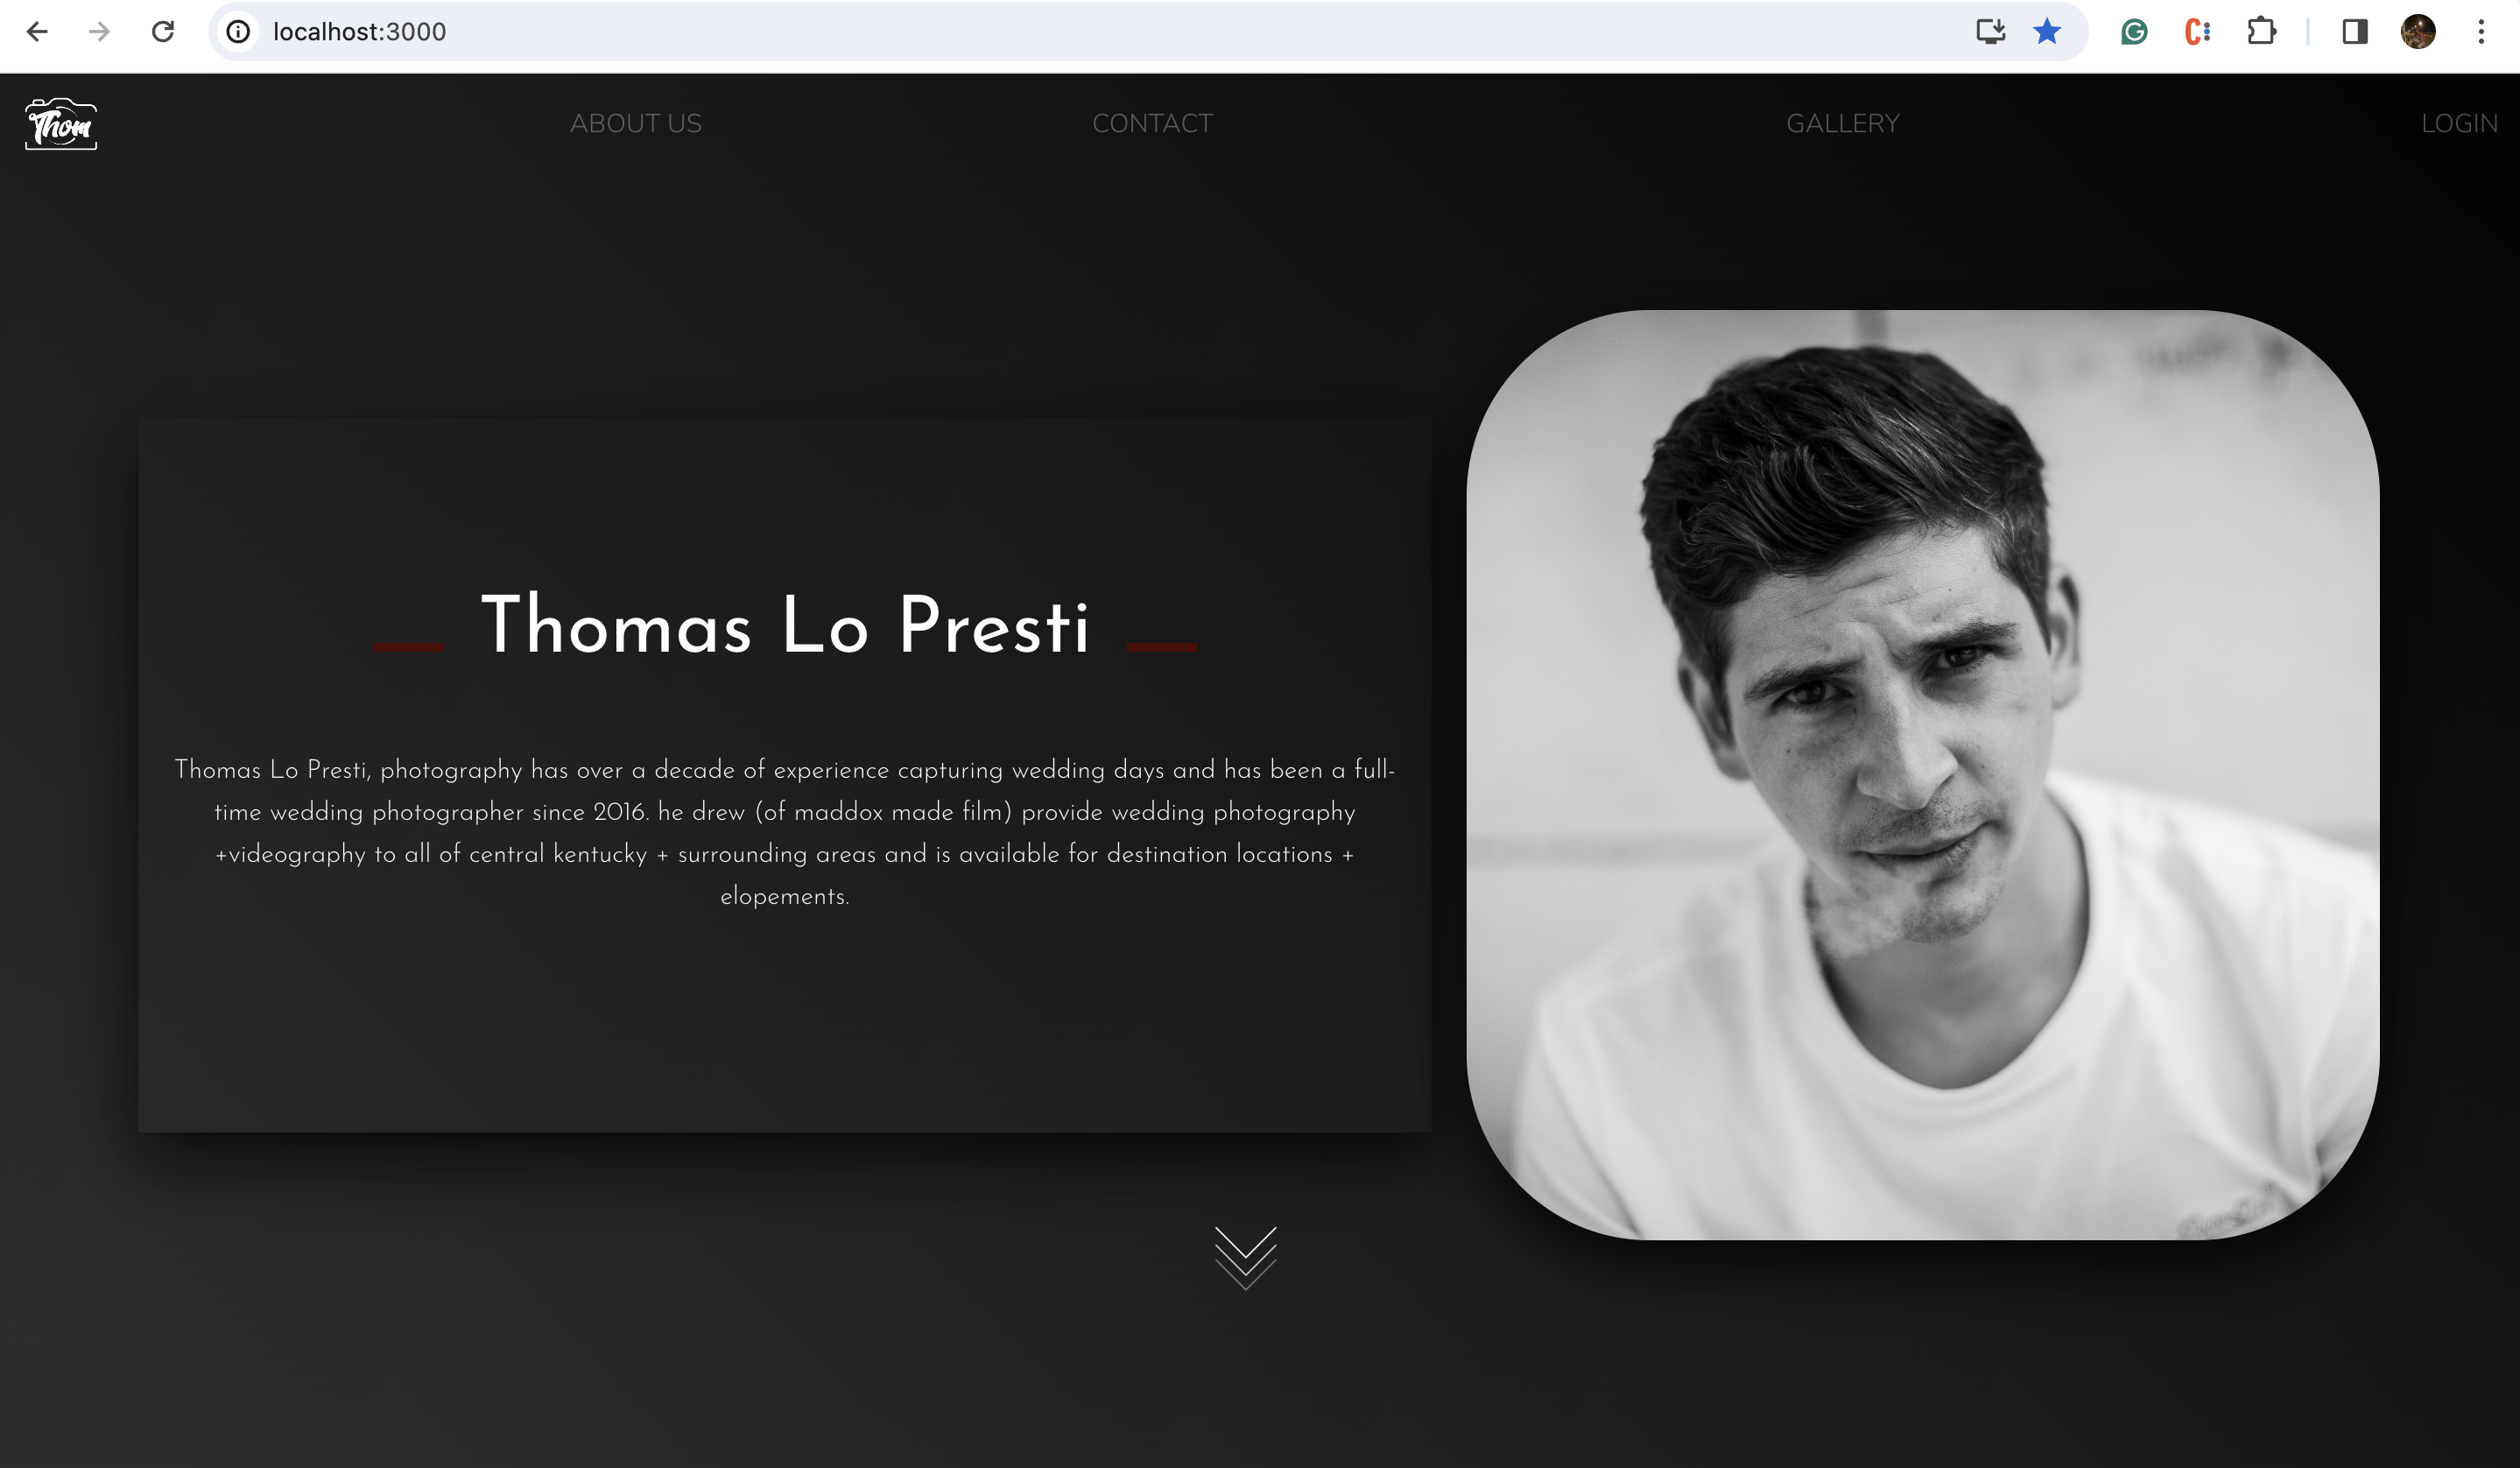 localhost:3000
Thom
ABOUT US
CONTACT
GALLERY
LOGIN
Thomas Lo Presti
Thomas Lo Presti, photography has over a decade of experience capturing wedding days and has been a full-
time wedding photographer since 2016. he drew (of maddox made film) provide wedding photography
+videography to all of central kentucky + surrounding areas and is available for destination locations +
elopements.